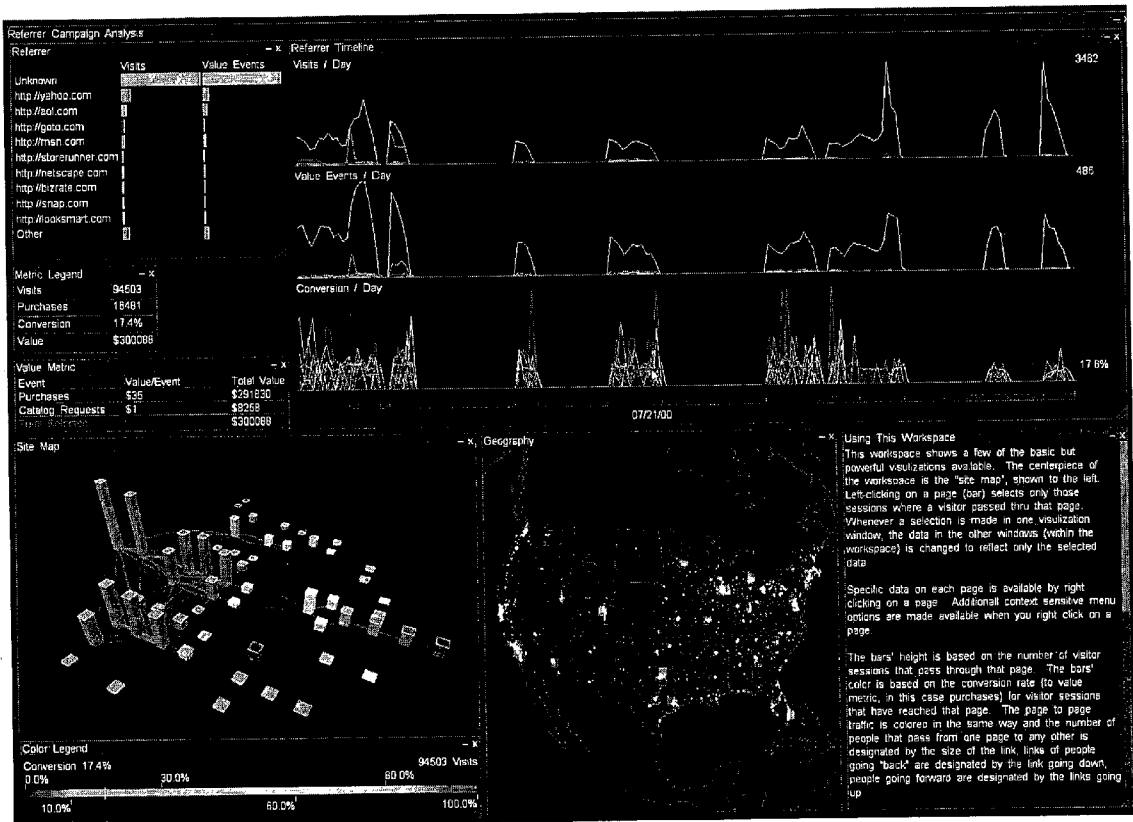 Referrer Campaign Analysis
Referrer
Visits Value Events
Unknown
http://yahoo.com
http://aol.com
http://goto.com
http://msn.com
http://storerunner.com
http://netscape.com
http://bizrate.com
http://snap.com
http://looksmart.com
Other
Referrer Timeline
Visits / Day
3462
Value Events / Day
486
Conversion / Day
17.6%
07/21/00
Metric Legend
Visits 94503
Purchases 16481
Conversion 17.4%
Value $300088
Value Metric
Event Value/Event Total Value
Purchases $35 $291830
Catalog Requests $1 $8258
$300088
Site Map
Geography
Using This Workspace
This workspace shows a few of the basic but
powerful visulizations available. The centerpiece of
the workspace is the "site map", shown to the left.
Left-clicking on a page (bar) selects only those
sessions where a visitor passed thru that page.
Whenever a selection is made in one visulization
window, the data in the other windows (within the
workspace) is changed to reflect only the selected
data
Specific data on each page is available by right
clicking on a page. Additionall context sensitive menu
options are made available when you right click on a
page.
The bars' height is based on the number of visitor
sessions that pass through that page. The bars'
color is based on the conversion rate (to value
metric, in this case purchases) for visitor sessions
that have reached that page. The page to page
traffic is colored in the same way and the number of
people that pass from one page to any other is
designated by the size of the link, links of people
going "back" are designated by the link going down,
people going forward are designated by the links going
up
Color Legend
Conversion 17.4% 94503 Visits
0.0% 30.0% 80.0%
10.0% 60.0% 100.0%